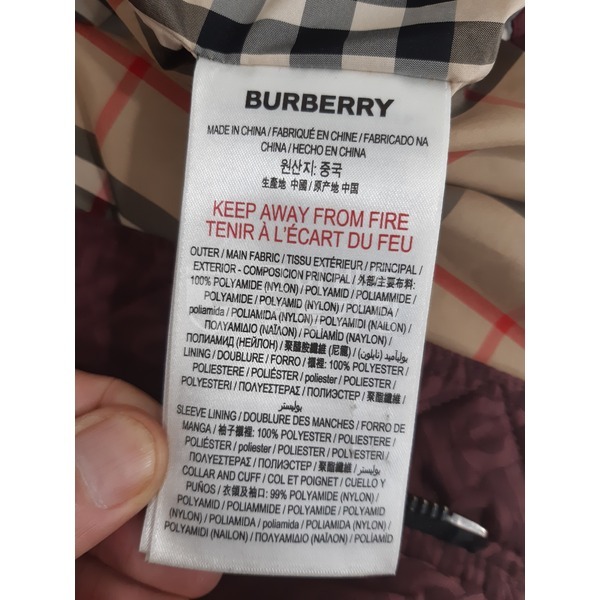 BURBERRY
MADE IN CHINA / FABRIQUÉ EN CHINE / FABRICADO NA
CHINA / HECHO EN CHINA
원산지: 중국
生產地 中國 / 原产地 中国
KEEP AWAY FROM FIRE
TENIR À L'ÉCART DU FEU
OUTER / MAIN FABRIC / TISSU EXTÉRIEUR / PRINCIPAL /
EXTERIOR - COMPOSICION PRINCIPAL / 外部/主要布料:
100% POLYAMIDE (NYLON) / POLYAMID / POLIAMMIDE /
POLYAMIDE / POLYAMID (NYLON) / POLIAMIDA /
poliamida / POLIAMIDA (NYLON) / POLYAMIDI (NAILON) /
ΠΟΛΥΑΜΙΔΙΟ (ΝΑΪΛΟΝ) / POLİAMİD (NAYLON) /
ПОЛИАМИД (НЕЙЛОН) / 聚醯胺纖維 (尼龍) / بولياميد (نايلون) /
LINING / DOUBLURE / FORRO / 襯裡: 100% POLYESTER /
POLIESTERE / POLIÉSTER / poliester / POLIESTER /
POLYESTERI / ΠΟΛΥΕΣΤΕΡΑΣ / ПОЛИЭСТЕР / 聚酯纖維 /
بوليستر
SLEEVE LINING / DOUBLURE DES MANCHES / FORRO DE
MANGA / 袖子襯裡: 100% POLYESTER / POLIESTERE /
POLIÉSTER / poliester / POLIESTER / POLYESTERI /
ΠΟΛΥΕΣΤΕΡΑΣ / ПОЛИЭСТЕР / 聚酯纖維 / بوليستر /
COLLAR AND CUFF / COL ET POIGNET / CUELLO Y
PUÑOS / 衣領及袖口: 99% POLYAMIDE (NYLON) /
POLYAMID / POLIAMMIDE / POLYAMIDE / POLYAMID
(NYLON) / POLIAMIDA / poliamida / POLIAMIDA (NYLON) /
POLYAMIDI (NAILON) / ΠΟΛΥΑΜΙΔΙΟ (ΝΑΪΛΟΝ) / POLİAMİD